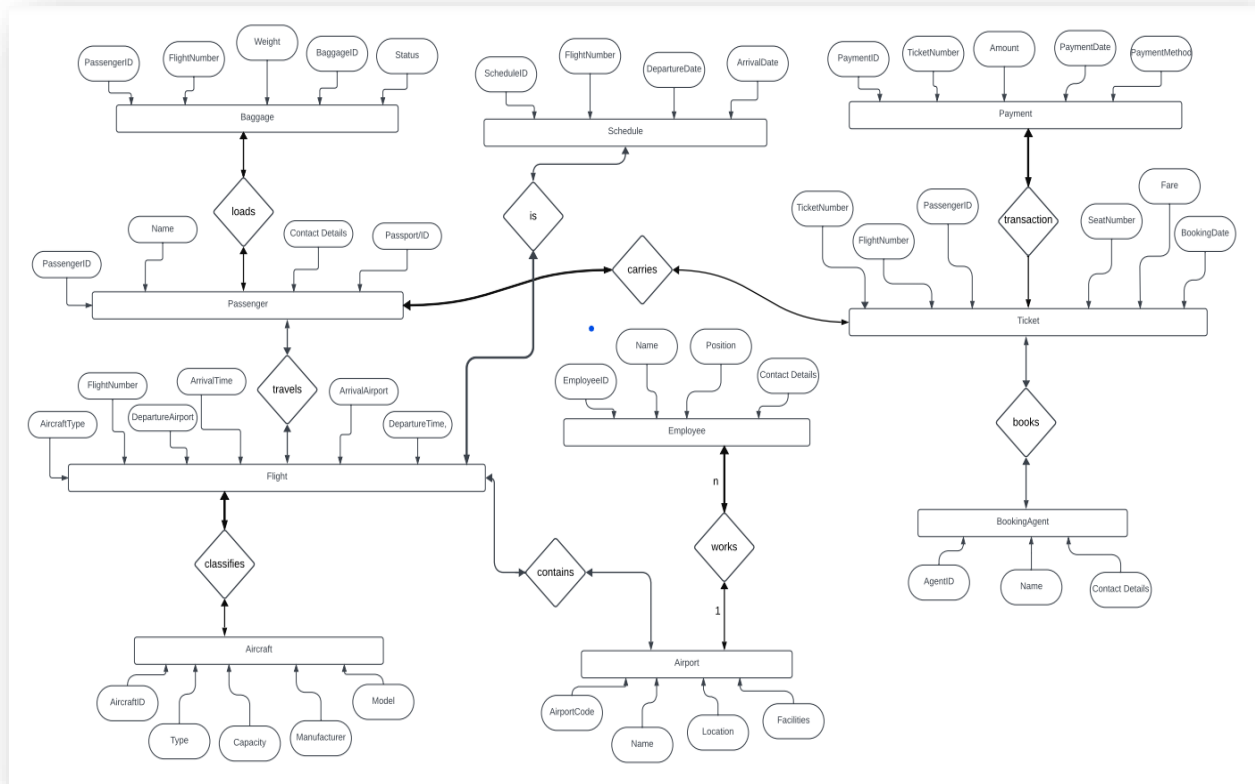 PassengerID
FlightNumber
Weight
BaggageID
Status
Baggage
ScheduleID
FlightNumber
DepartureDate
ArrivalDate
Schedule
PaymentID
TicketNumber
Amount
PaymentDate
PaymentMethod
Payment
loads
is
transaction
carries
PassengerID
Name
Contact Details
Passport/ID
Passenger
TicketNumber
FlightNumber
PassengerID
SeatNumber
Fare
BookingDate
Ticket
travels
AircraftType
FlightNumber
DepartureAirport
ArrivalTime
ArrivalAirport
DepartureTime,
Flight
EmployeeID
Name
Position
Contact Details
Employee
books
n
works
1
classifies
contains
BookingAgent
AgentID
Name
Contact Details
Aircraft
AircraftID
Type
Capacity
Manufacturer
Model
Airport
AirportCode
Name
Location
Facilities